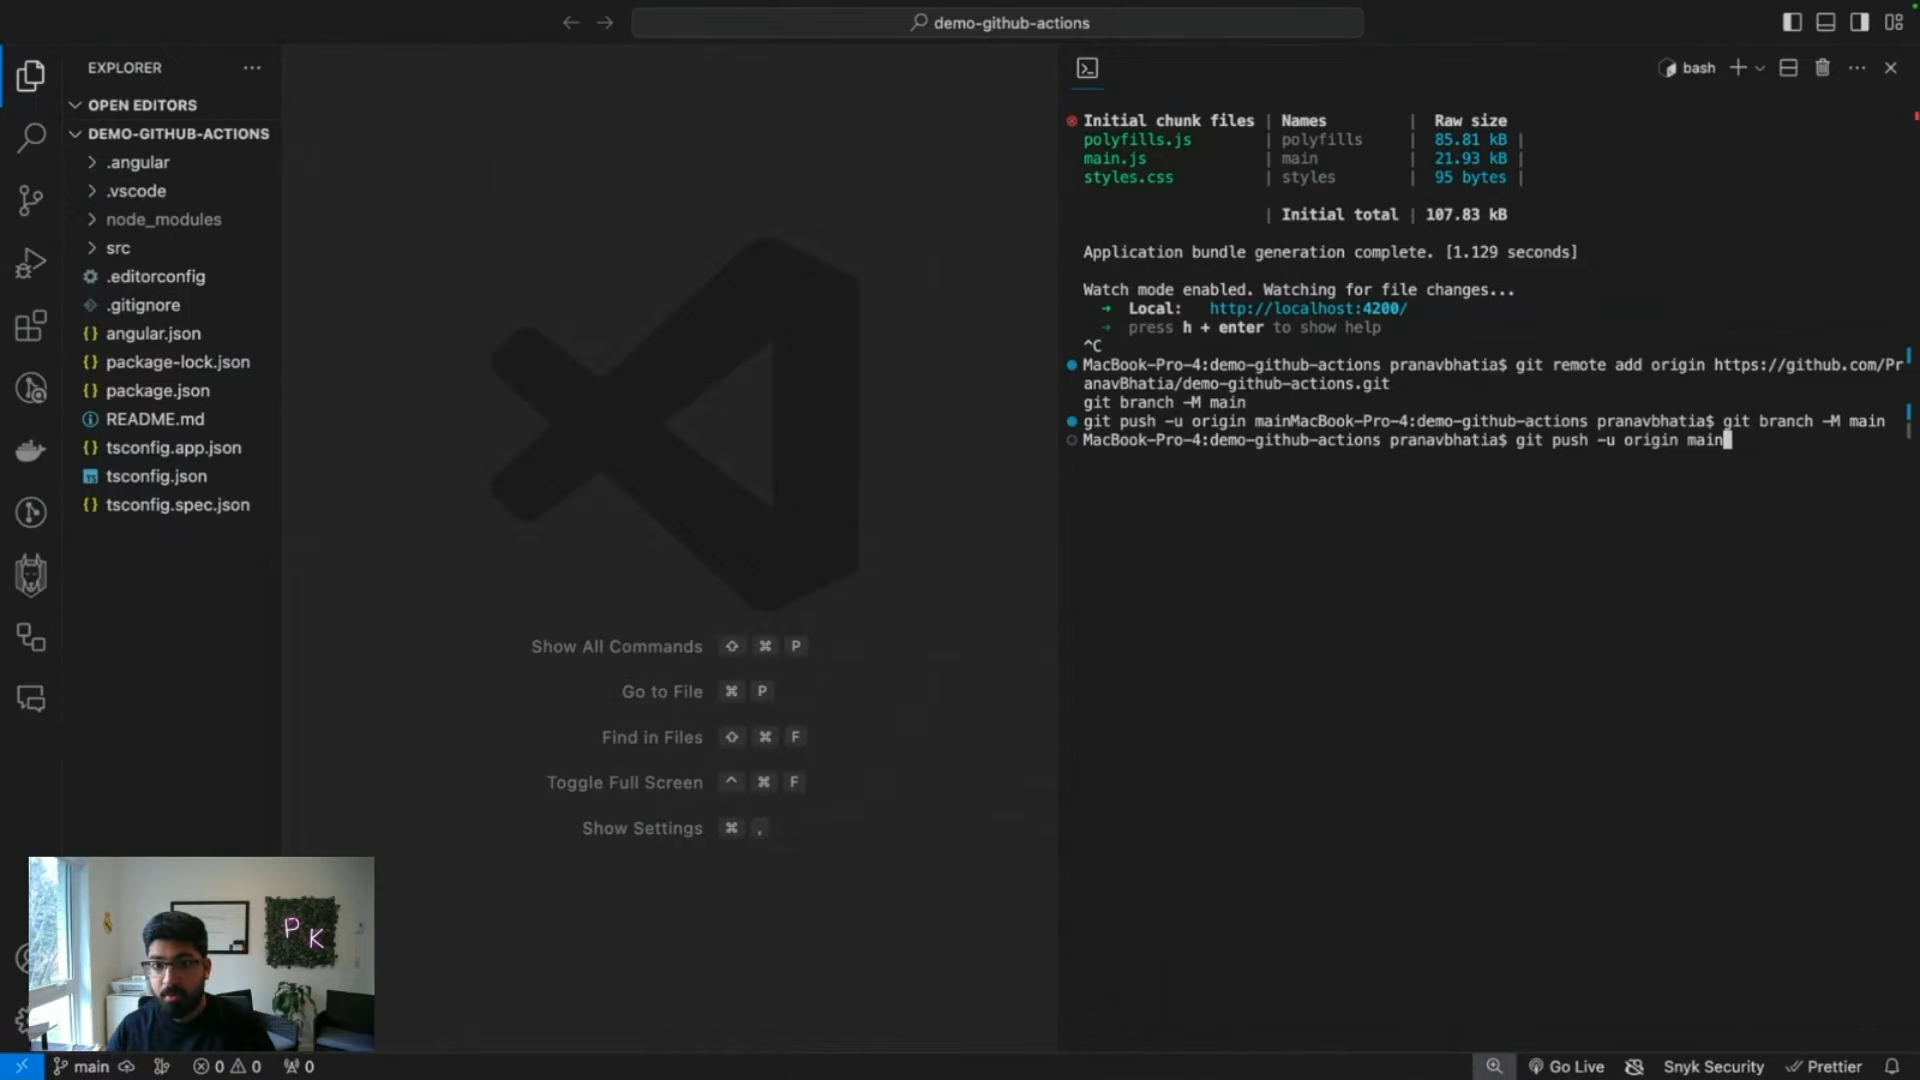 demo-github-actions
EXPLORER
OPEN EDITORS
DEMO-GITHUB-ACTIONS
.angular
.vscode
node_modules
src
.editorconfig
.gitignore
{} angular.json
{} package-lock.json
{} package.json
README.md
{} tsconfig.app.json
TS tsconfig.json
{} tsconfig.spec.json
Show All Commands ⇧ ⌘ P
Go to File ⌘ P
Find in Files ⇧ ⌘ F
Toggle Full Screen ^ ⌘ F
Show Settings ⌘ ,
bash
Initial chunk files | Names | Raw size
polyfills.js | polyfills | 85.81 kB |
main.js | main | 21.93 kB |
styles.css | styles | 95 bytes |
| Initial total | 107.83 kB
Application bundle generation complete. [1.129 seconds]
Watch mode enabled. Watching for file changes...
➜ Local: http://localhost:4200/
➜ press h + enter to show help
^C
MacBook-Pro-4:demo-github-actions pranavbhatia$ git remote add origin https://github.com/Pr
anavBhatia/demo-github-actions.git
git branch -M main
git push -u origin mainMacBook-Pro-4:demo-github-actions pranavbhatia$ git branch -M main
MacBook-Pro-4:demo-github-actions pranavbhatia$ git push -u origin main
P K
main 0 0 0
Go Live Snyk Security Prettier